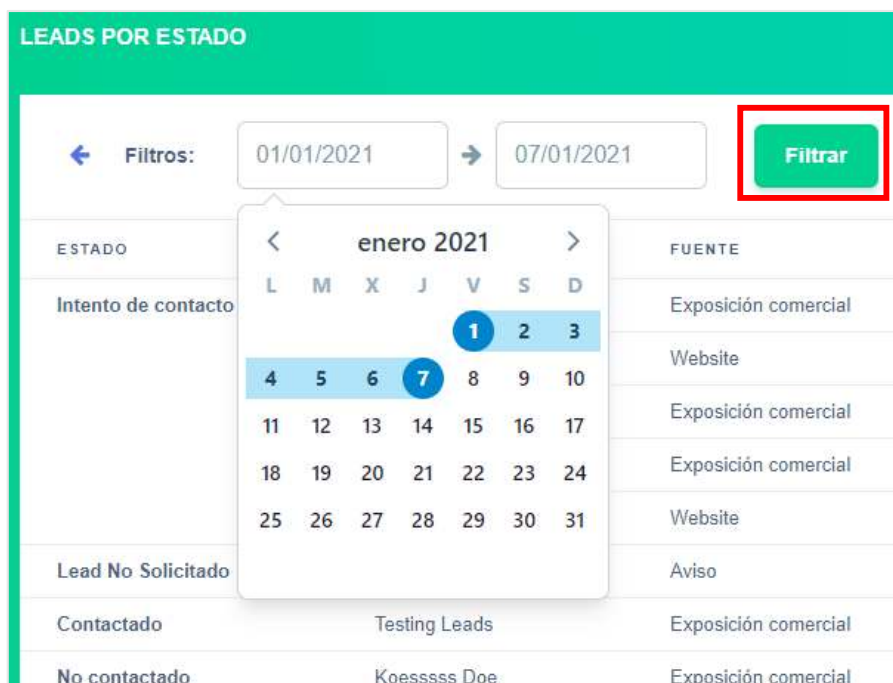 LEADS POR ESTADO
Filtros: 01/01/2021 07/01/2021 Filtrar
ESTADO FUENTE
enero 2021
L M X J V S D
1 2 3
4 5 6 7 8 9 10
11 12 13 14 15 16 17
18 19 20 21 22 23 24
25 26 27 28 29 30 31
Intento de contacto Exposición comercial
Website
Exposición comercial
Exposición comercial
Website
Lead No Solicitado Aviso
Contactado Testing Leads Exposición comercial
No contactado Koesssss Doe Exposición comercial